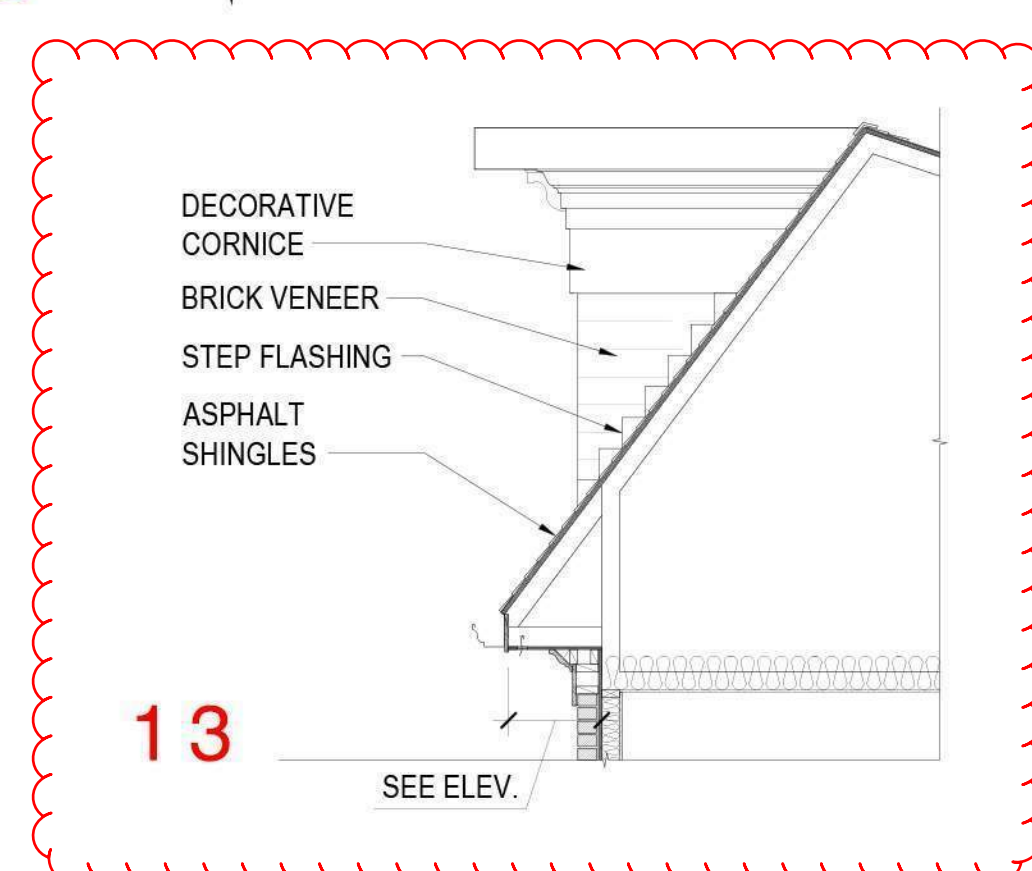 DECORATIVE
CORNICE
BRICK VENEER
STEP FLASHING
ASPHALT
SHINGLES
13
SEE ELEV.